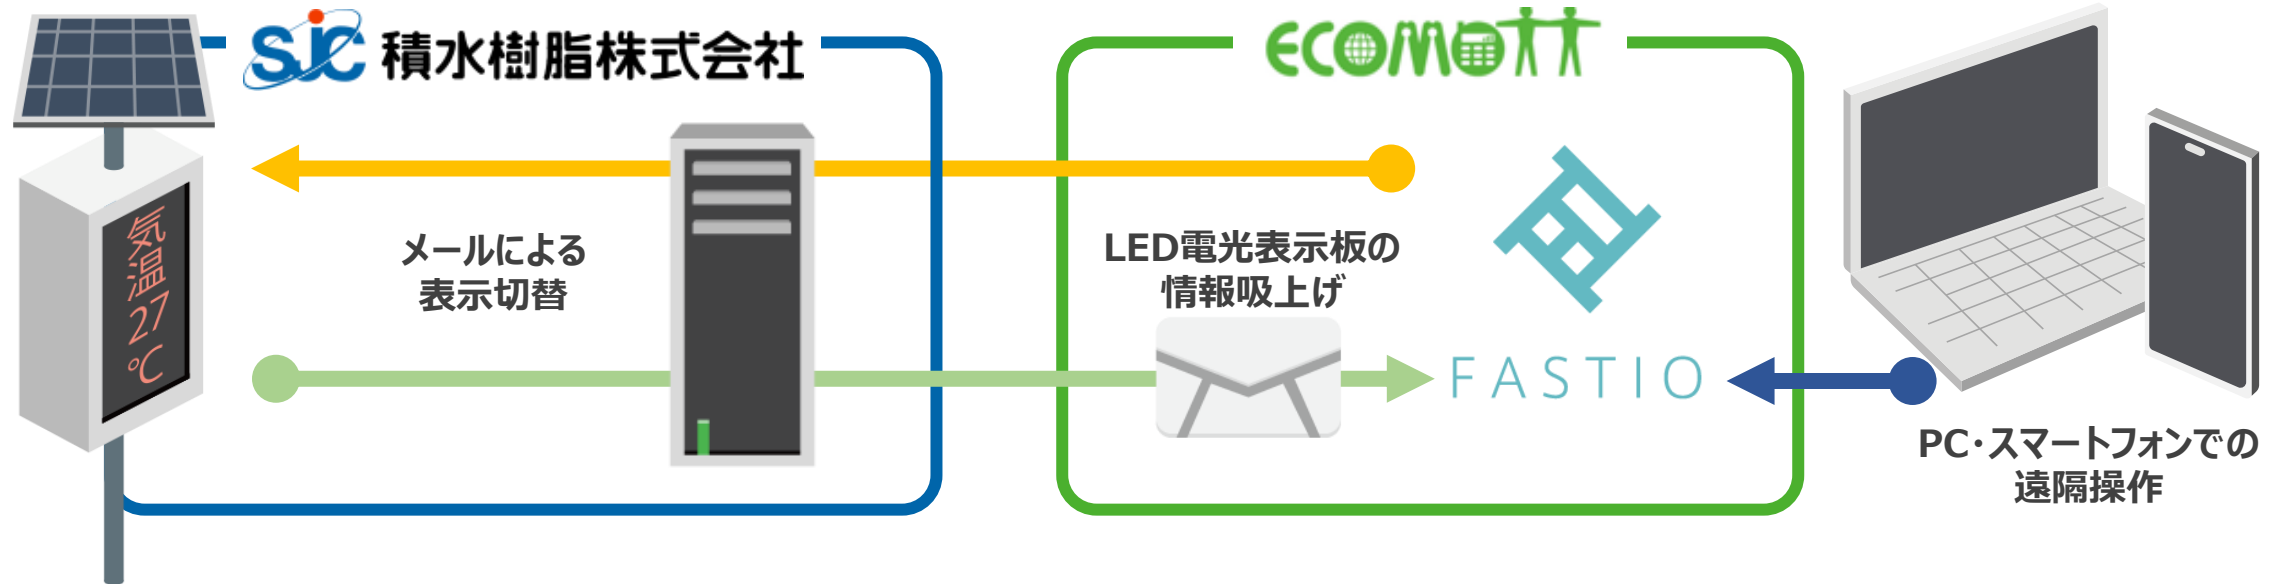 SJC 積水樹脂株式会社
ECOMOTT
気温27℃
メールによる
表示切替
LED電光表示板の
情報吸上げ
FASTIO
PC・スマートフォンでの
遠隔操作